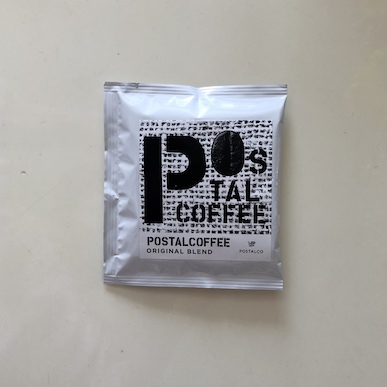 POS
TAL
COFFEE
POSTALCOFFEE
ORIGINAL BLEND
POSTALCO